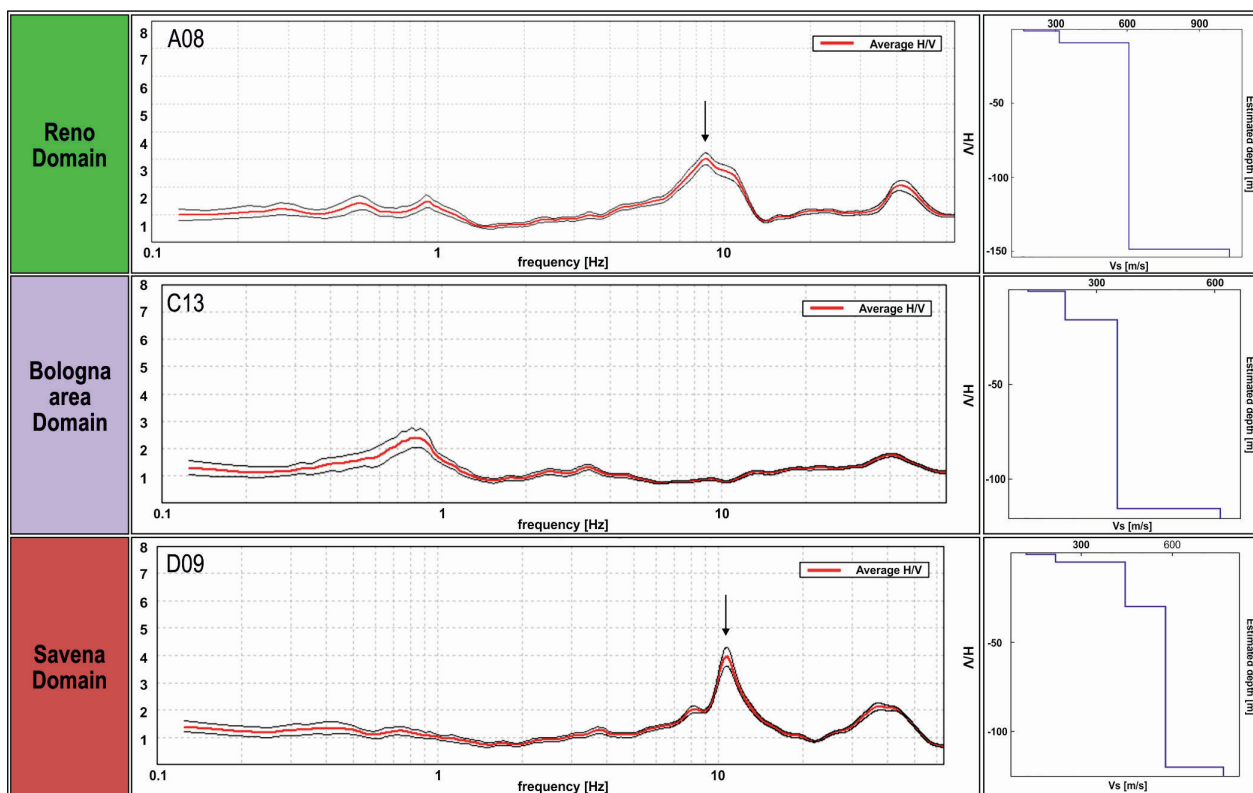 Reno
Domain
A08
Average H/V
8
7
6
5
4
3
2
1
0.1
1
10
frequency [Hz]
H/V
300
600
900
-50
-100
-150
Estimated depth [m]
Vs [m/s]
Bologna
area
Domain
C13
Average H/V
8
7
6
5
4
3
2
1
0.1
1
10
frequency [Hz]
H/V
300
600
-50
-100
Estimated depth [m]
Vs [m/s]
Savena
Domain
D09
Average H/V
8
7
6
5
4
3
2
1
0.1
1
10
frequency [Hz]
H/V
300
600
-50
-100
Estimated depth [m]
Vs [m/s]